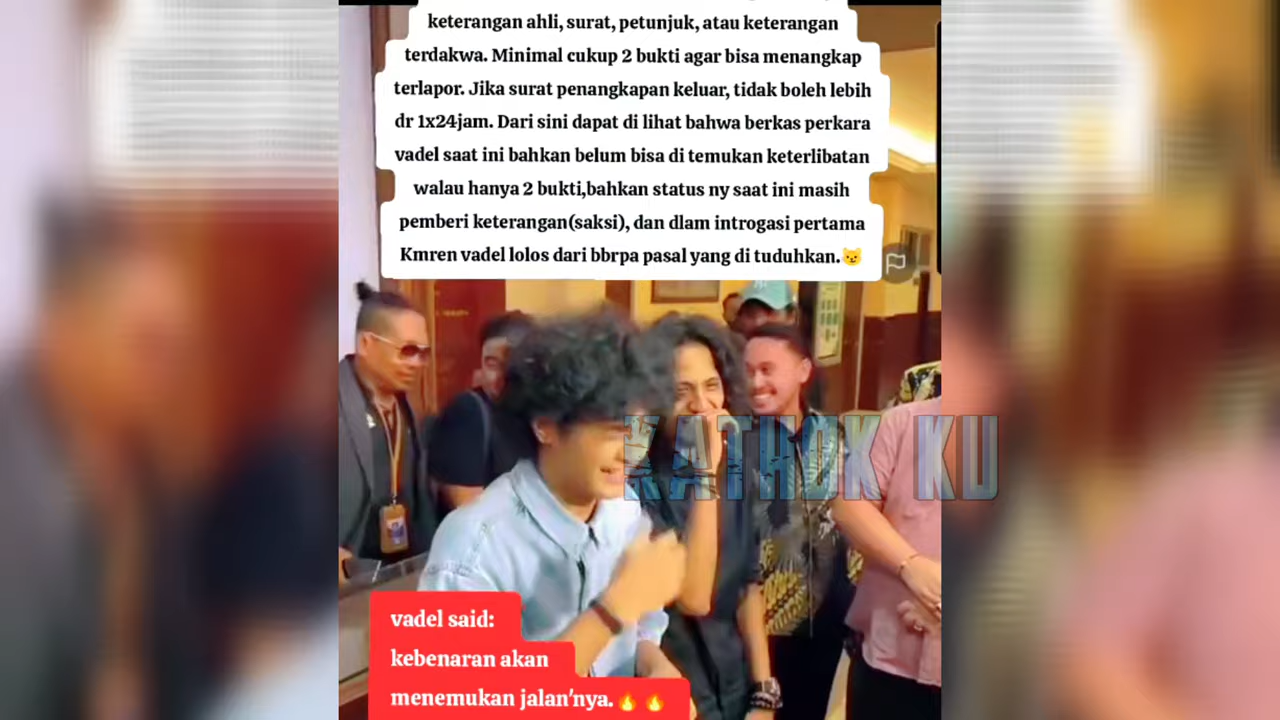 keterangan ahli, surat, petunjuk, atau keterangan
terdakwa. Minimal cukup 2 bukti agar bisa menangkap
terlapor. Jika surat penangkapan keluar, tidak boleh lebih
dr 1x24jam. Dari sini dapat di lihat bahwa berkas perkara
vadel saat ini bahkan belum bisa di temukan keterlibatan
walau hanya 2 bukti,bahkan status ny saat ini masih
pemberi keterangan(saksi), dan dlam introgasi pertama
Kmren vadel lolos dari bbrpa pasal yang di tuduhkan.😼
KATHOK KU
vadel said:
kebenaran akan
menemukan jalan'nya.🔥🔥